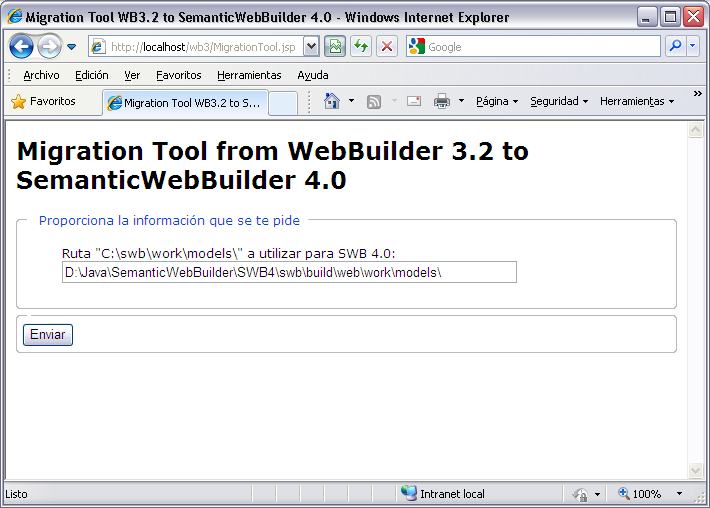 Migration Tool WB3.2 to SemanticWebBuilder 4.0 - Windows Internet Explorer
http://localhost/wb3/MigrationTool.jsp
Google
Archivo Edición Ver Favoritos Herramientas Ayuda
Favoritos
Migration Tool WB3.2 to S...
Página
Seguridad
Herramientas
»
Migration Tool from WebBuilder 3.2 to
SemanticWebBuilder 4.0
Proporciona la información que se te pide
Ruta "C:\swb\work\models\" a utilizar para SWB 4.0:
D:\Java\SemanticWebBuilder\SWB4\swb\build\web\work\models\
Enviar
Listo
Intranet local
100%